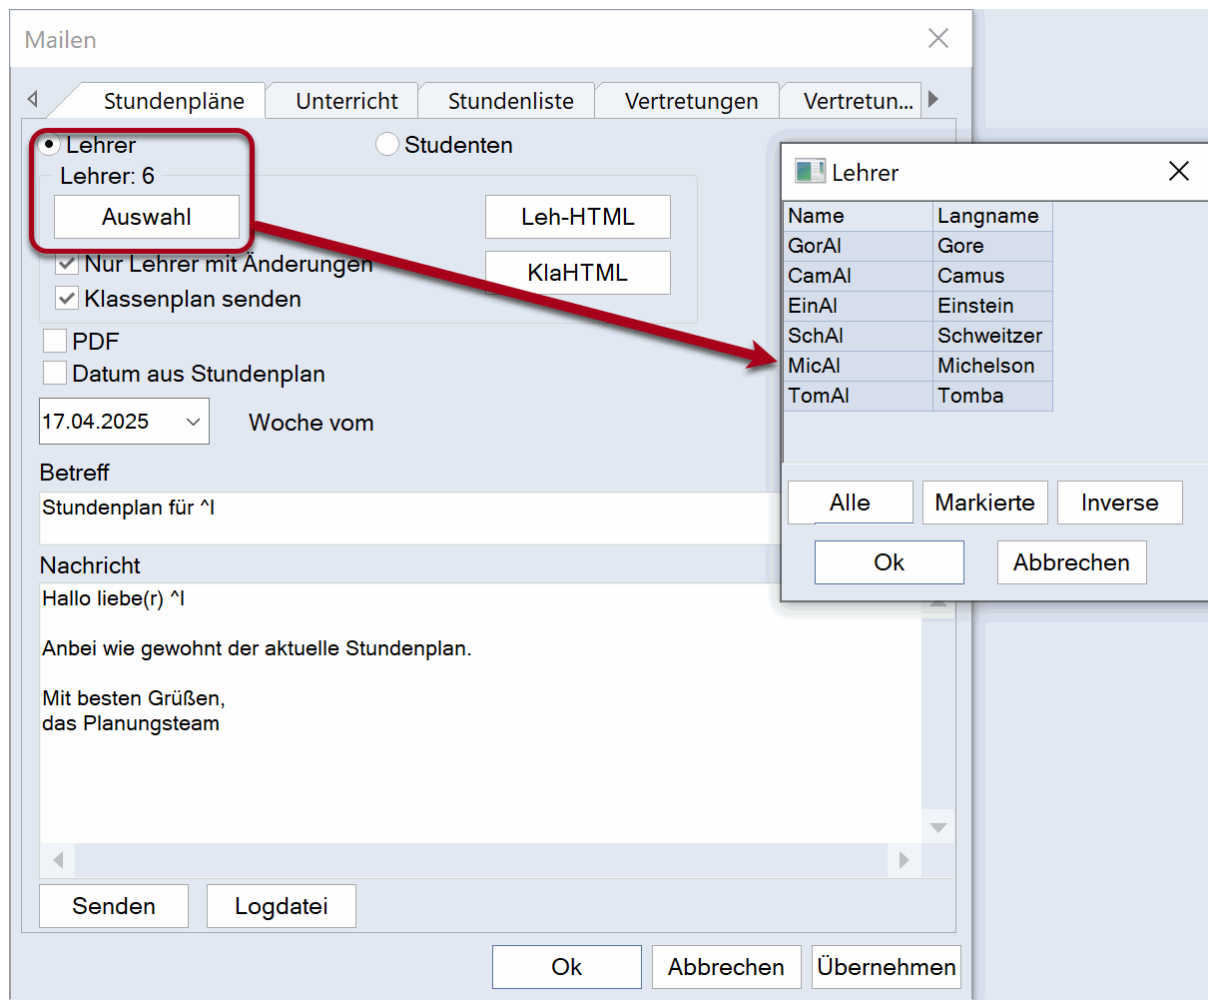 Mailen
Stundenpläne Unterricht Stundenliste Vertretungen Vertretun...
Lehrer Studenten
Lehrer: 6
Auswahl Leh-HTML
Nur Lehrer mit Änderungen
KlaHTML
Klassenplan senden
PDF
Datum aus Stundenplan
17.04.2025 Woche vom
Betreff
Stundenplan für ^l
Nachricht
Hallo liebe(r) ^l
Anbei wie gewohnt der aktuelle Stundenplan.
Mit besten Grüßen,
das Planungsteam
Senden Logdatei
Ok Abbrechen Übernehmen
Lehrer
Name Langname
GorAl Gore
CamAl Camus
EinAl Einstein
SchAl Schweitzer
MicAl Michelson
TomAl Tomba
Alle Markierte Inverse
Ok Abbrechen